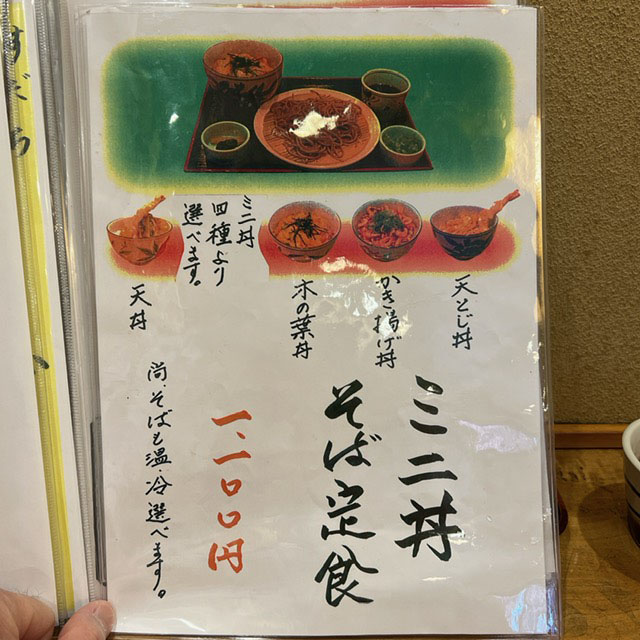 ミニ丼
四種より
選べます。
天とじ丼
かき揚げ丼
木の葉丼
天丼
ミニ丼
そば定食
一、一〇〇円
尚、そばも温・冷選べます。